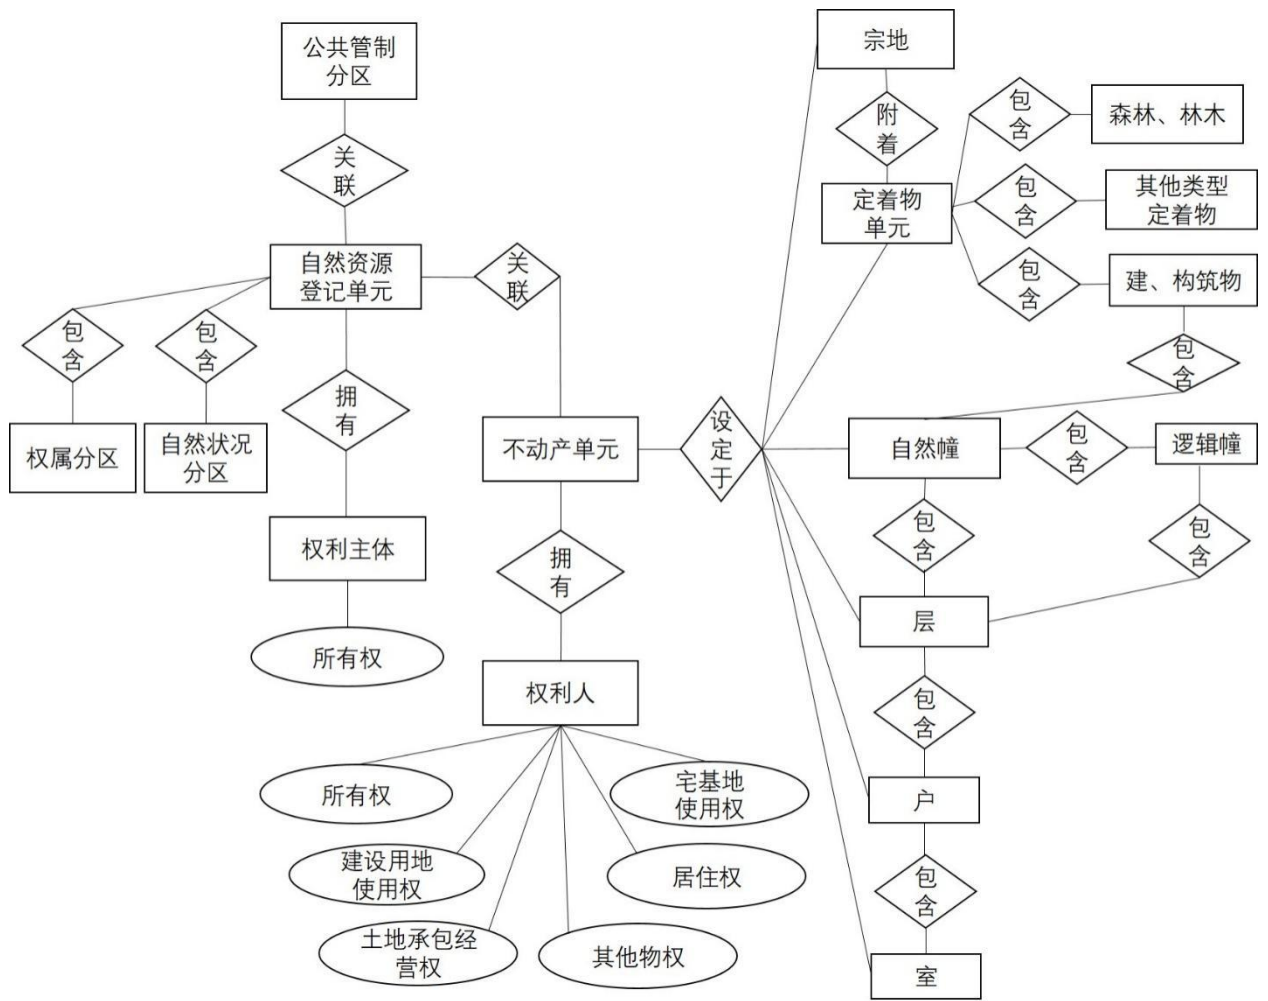 公共管制
分区
宗地
关
联
附
着
包
含
森林、林木
定着物
单元
包
含
其他类型
定着物
自然资源
登记单元
关
联
包
含
建、构筑物
包
含
包
含
包
含
拥
有
权属分区
自然状况
分区
不动产单元
设
定
于
自然幢
包
含
逻辑幢
权利主体
拥
有
包
含
包
含
所有权
层
权利人
包
含
所有权
宅基地
使用权
户
建设用地
使用权
居住权
包
含
土地承包经
营权
其他物权
室